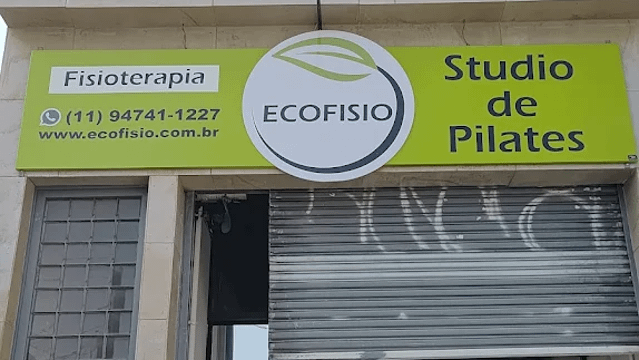 Fisioterapia
(11) 94741-1227
www.ecofisio.com.br
ECOFISIO
Studio
de
Pilates